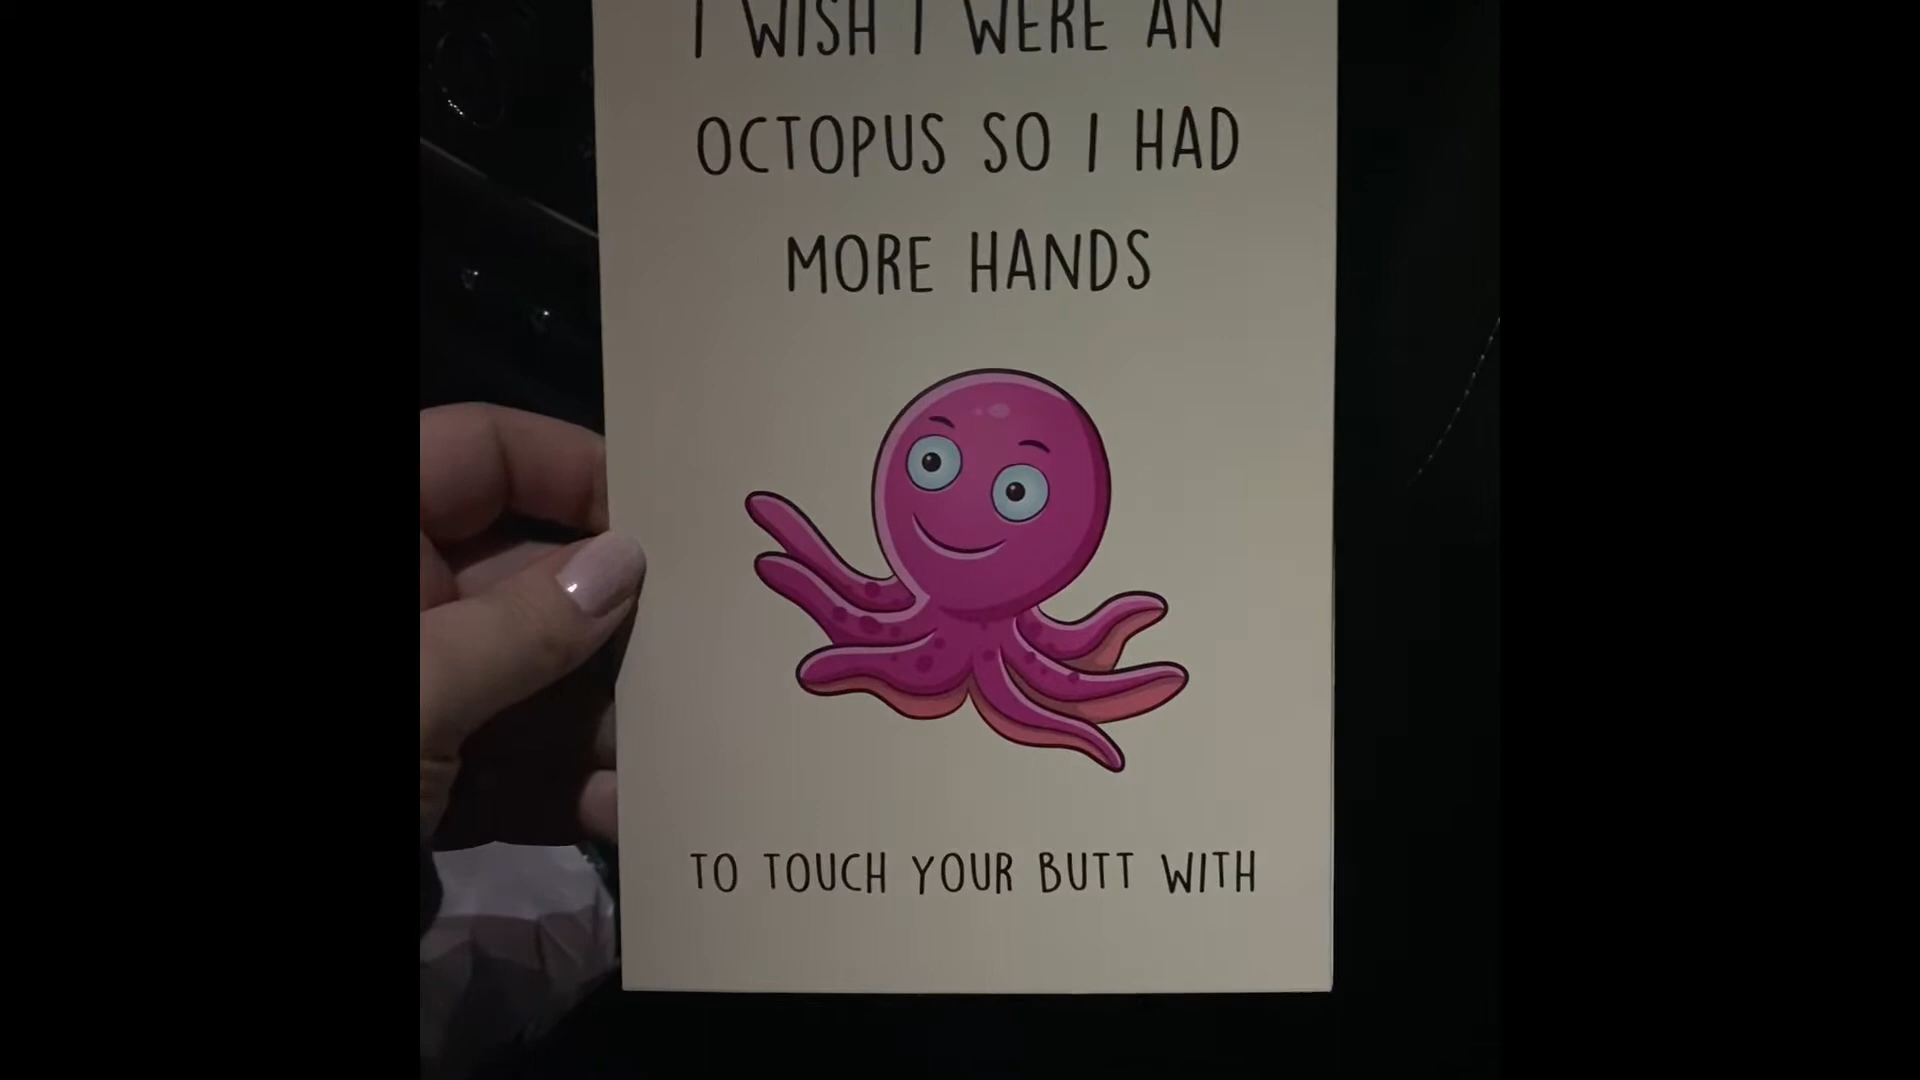 I WISH I WERE AN
OCTOPUS SO I HAD
MORE HANDS
TO TOUCH YOUR BUTT WITH